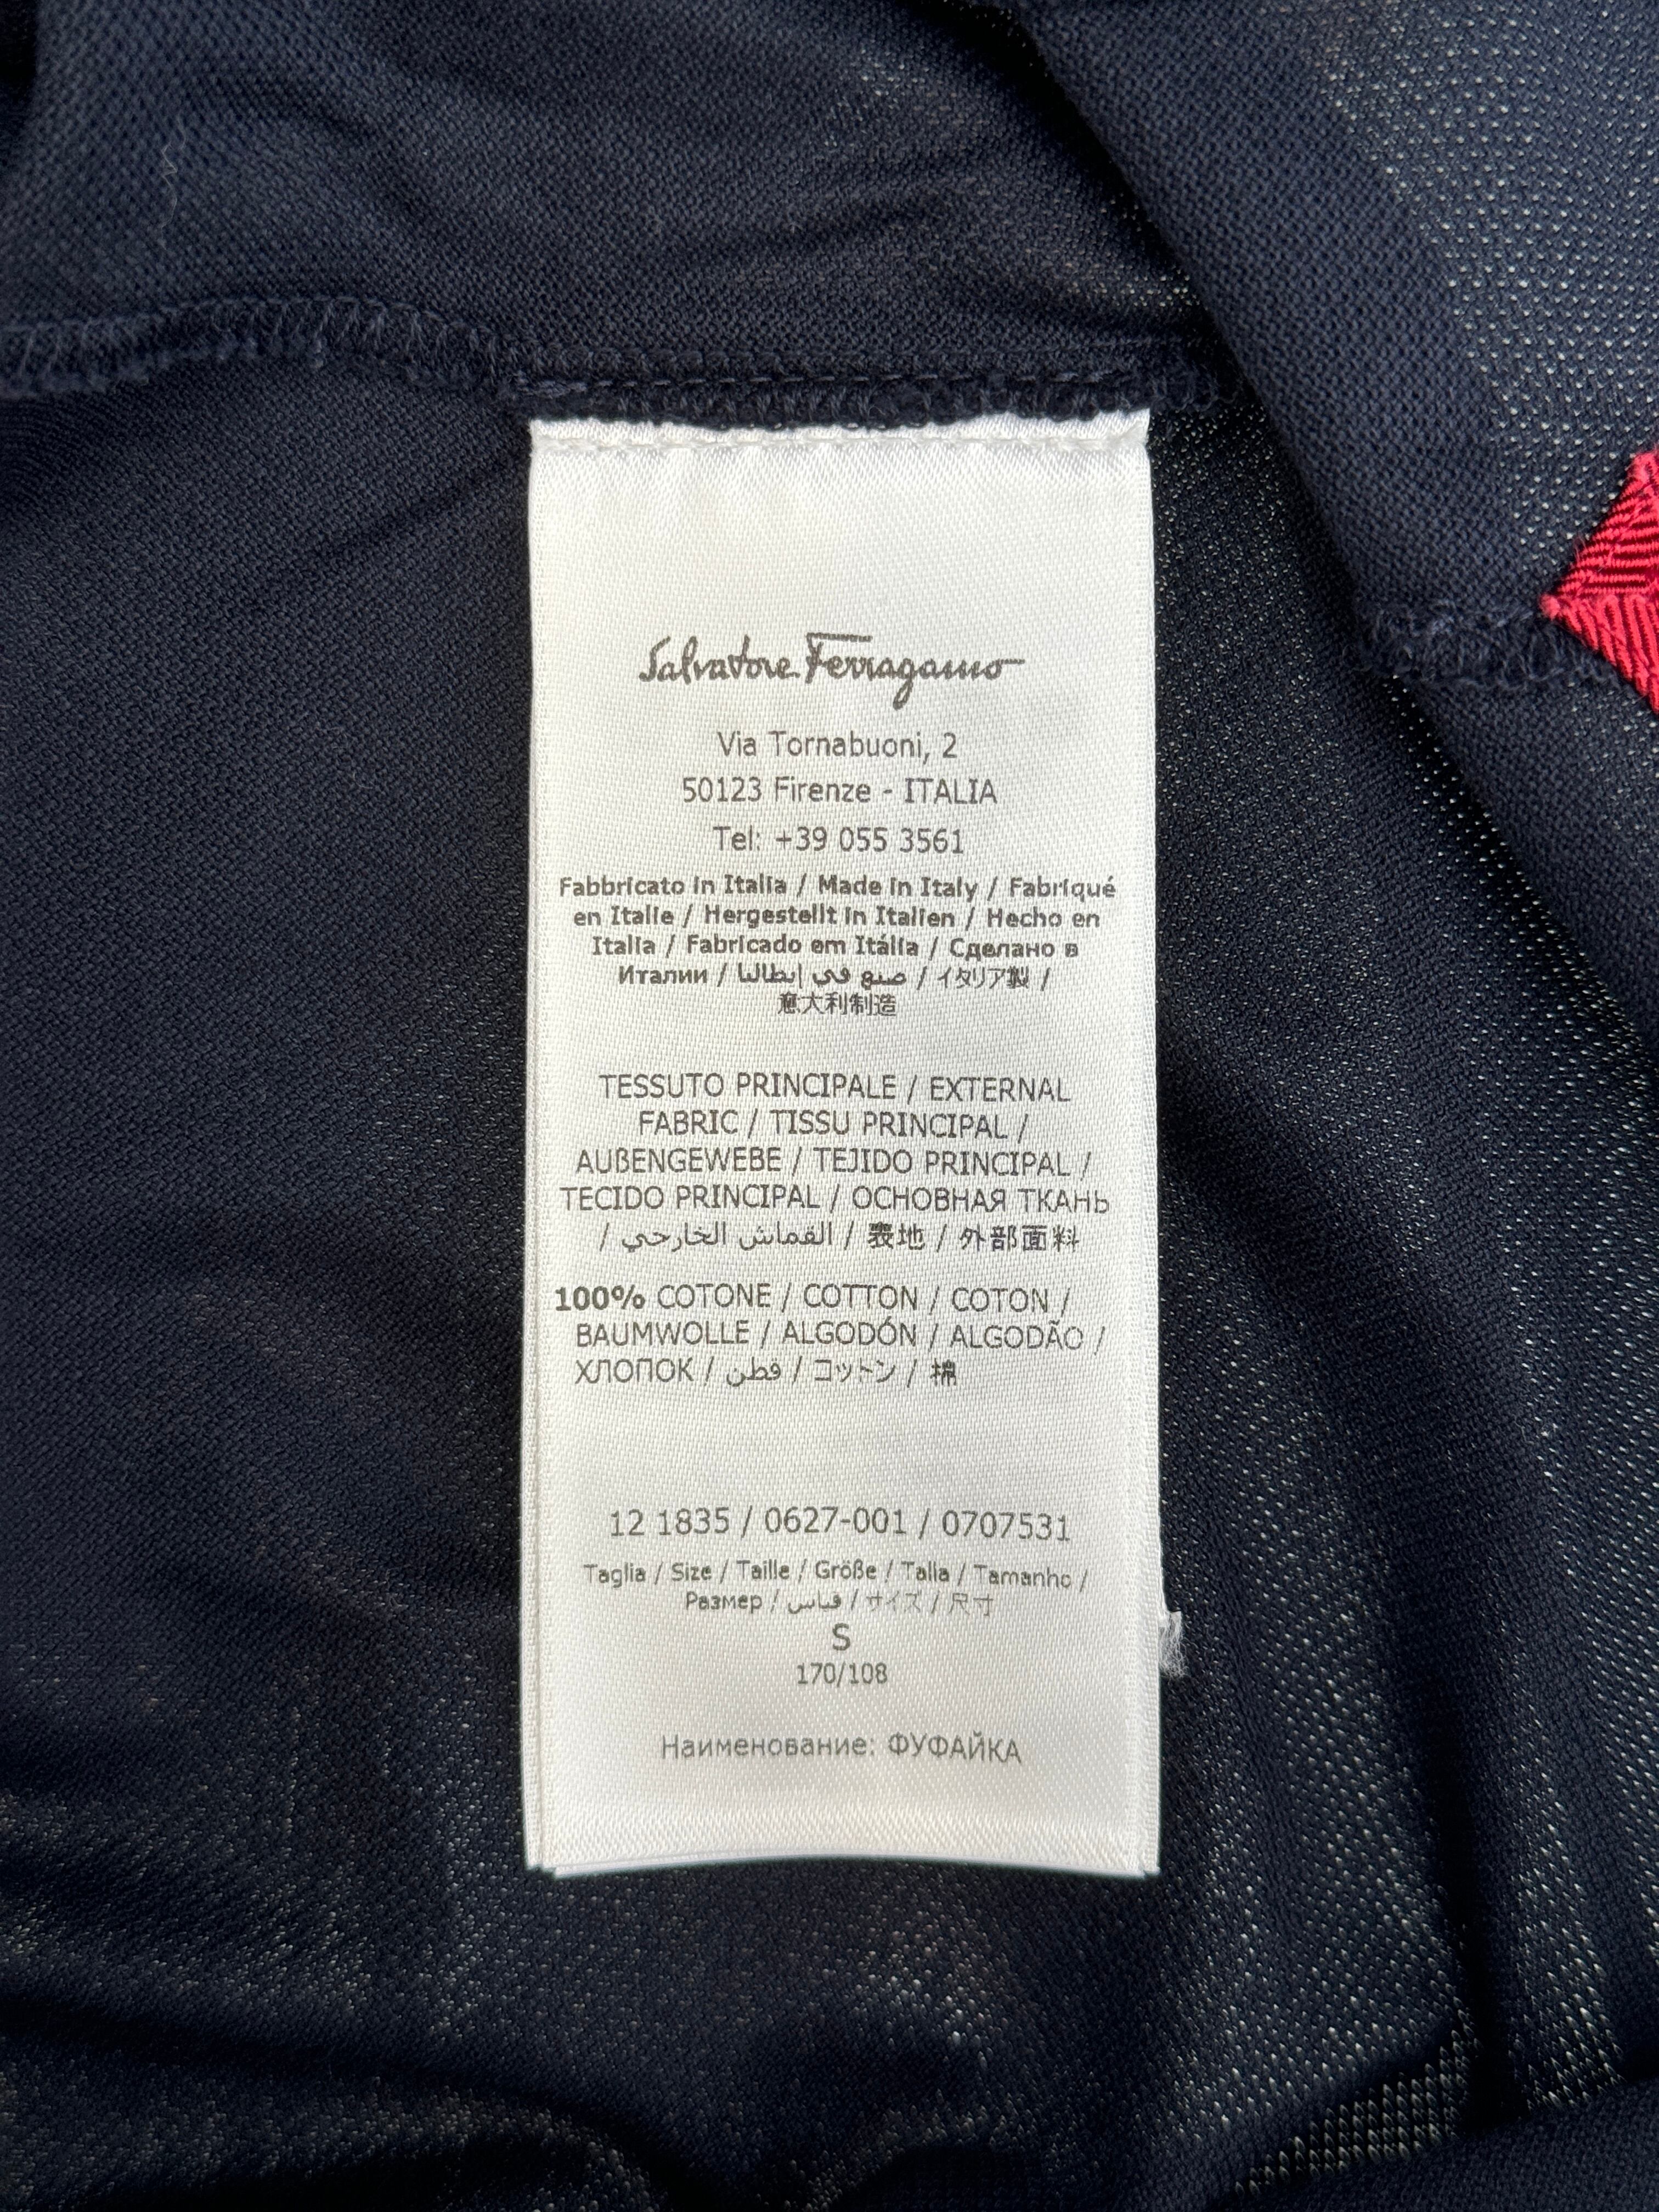 Salvatore Ferragamo
Via Tornabuoni, 2
50123 Firenze - ITALIA
Tel: +39 055 3561
Fabbricato in Italia / Made in Italy / Fabriqué
en Italie / Hergestellt in Italien / Hecho en
Italia / Fabricado em Itália / Сделано в
Италии / صنع في إيطاليا / イタリア製 /
意大利制造
TESSUTO PRINCIPALE / EXTERNAL
FABRIC / TISSU PRINCIPAL /
AUßENGEWEBE / TEJIDO PRINCIPAL /
TECIDO PRINCIPAL / ОСНОВНАЯ ТКАНЬ
/ القماش الخارجي / 表地 / 外部面料
100% COTONE / COTTON / COTON /
BAUMWOLLE / ALGODÓN / ALGODÃO /
ХЛОПОК / قطن / コットン / 棉
12 1835 / 0627-001 / 0707531
Taglia / Size / Taille / Größe / Talla / Tamanho /
Размер / قياس / サイズ / 尺寸
S
170/108
Наименование: ФУФАЙКА